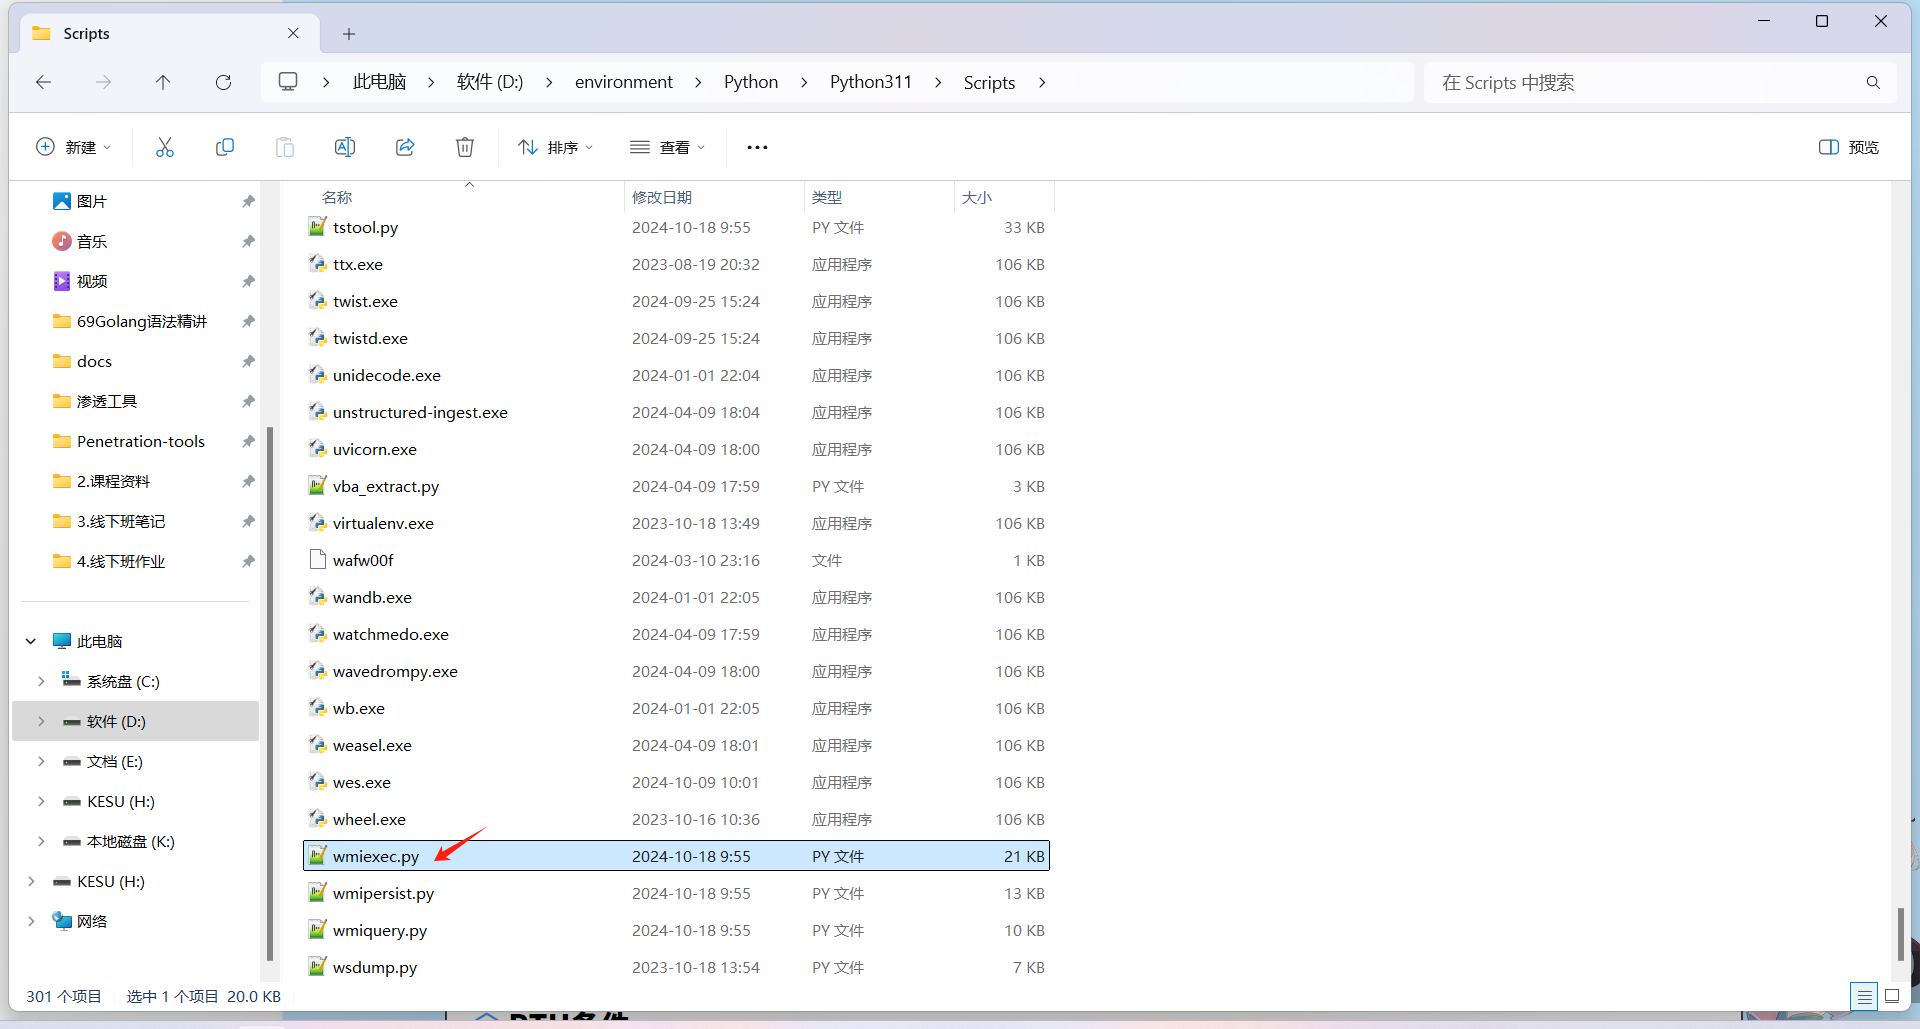 Scripts
此电脑 软件 (D:) environment Python Python311 Scripts
在 Scripts 中搜索
新建 排序 查看 预览
图片
音乐
视频
69Golang语法精讲
docs
渗透工具
Penetration-tools
2.课程资料
3.线下班笔记
4.线下班作业
此电脑
系统盘 (C:)
软件 (D:)
文档 (E:)
KESU (H:)
本地磁盘 (K:)
KESU (H:)
网络
名称 修改日期 类型 大小
tstool.py 2024-10-18 9:55 PY 文件 33 KB
ttx.exe 2023-08-19 20:32 应用程序 106 KB
twist.exe 2024-09-25 15:24 应用程序 106 KB
twistd.exe 2024-09-25 15:24 应用程序 106 KB
unidecode.exe 2024-01-01 22:04 应用程序 106 KB
unstructured-ingest.exe 2024-04-09 18:04 应用程序 106 KB
uvicorn.exe 2024-04-09 18:00 应用程序 106 KB
vba_extract.py 2024-04-09 17:59 PY 文件 3 KB
virtualenv.exe 2023-10-18 13:49 应用程序 106 KB
wafw00f 2024-03-10 23:16 文件 1 KB
wandb.exe 2024-01-01 22:05 应用程序 106 KB
watchmedo.exe 2024-04-09 17:59 应用程序 106 KB
wavedrompy.exe 2024-04-09 18:00 应用程序 106 KB
wb.exe 2024-01-01 22:05 应用程序 106 KB
weasel.exe 2024-04-09 18:01 应用程序 106 KB
wes.exe 2024-10-09 10:01 应用程序 106 KB
wheel.exe 2023-10-16 10:36 应用程序 106 KB
wmiexec.py 2024-10-18 9:55 PY 文件 21 KB
wmipersist.py 2024-10-18 9:55 PY 文件 13 KB
wmiquery.py 2024-10-18 9:55 PY 文件 10 KB
wsdump.py 2023-10-18 13:54 PY 文件 7 KB
301 个项目 选中 1 个项目 20.0 KB